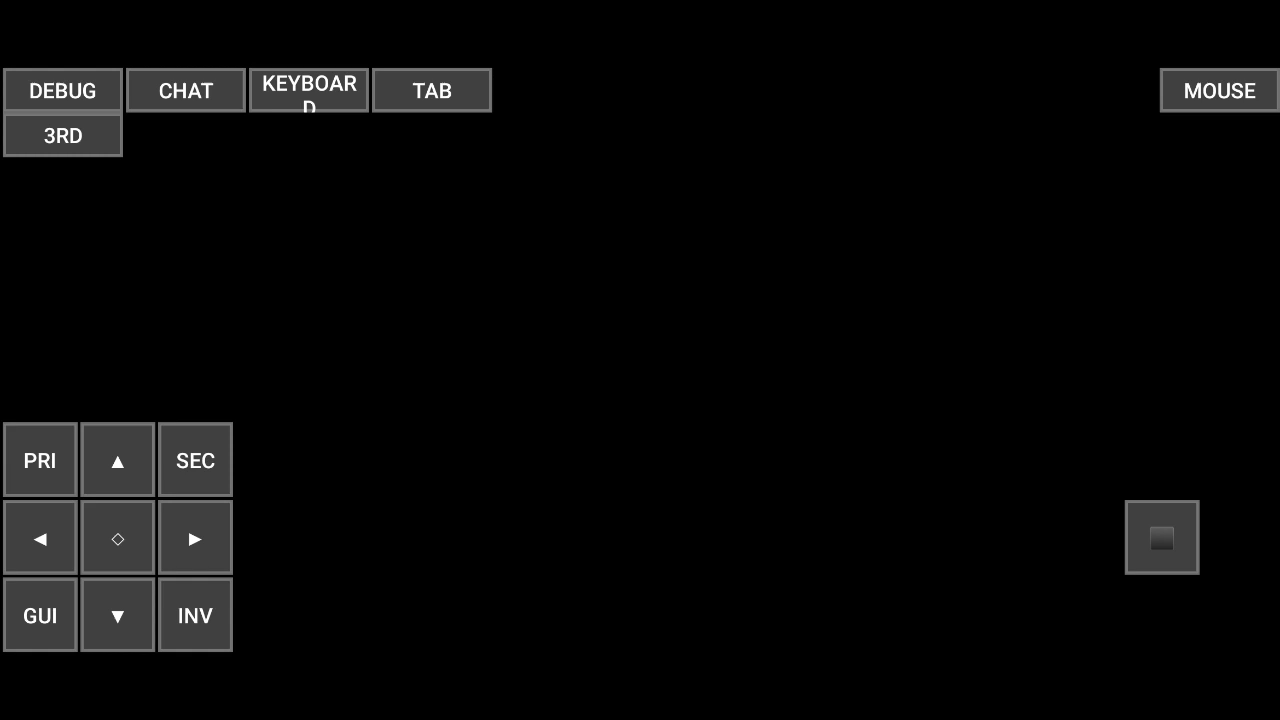 DEBUG CHAT KEYBOAR TAB MOUSE
D
3RD
PRI ▲ SEC
◀ ◇ ▶
GUI ▼ INV